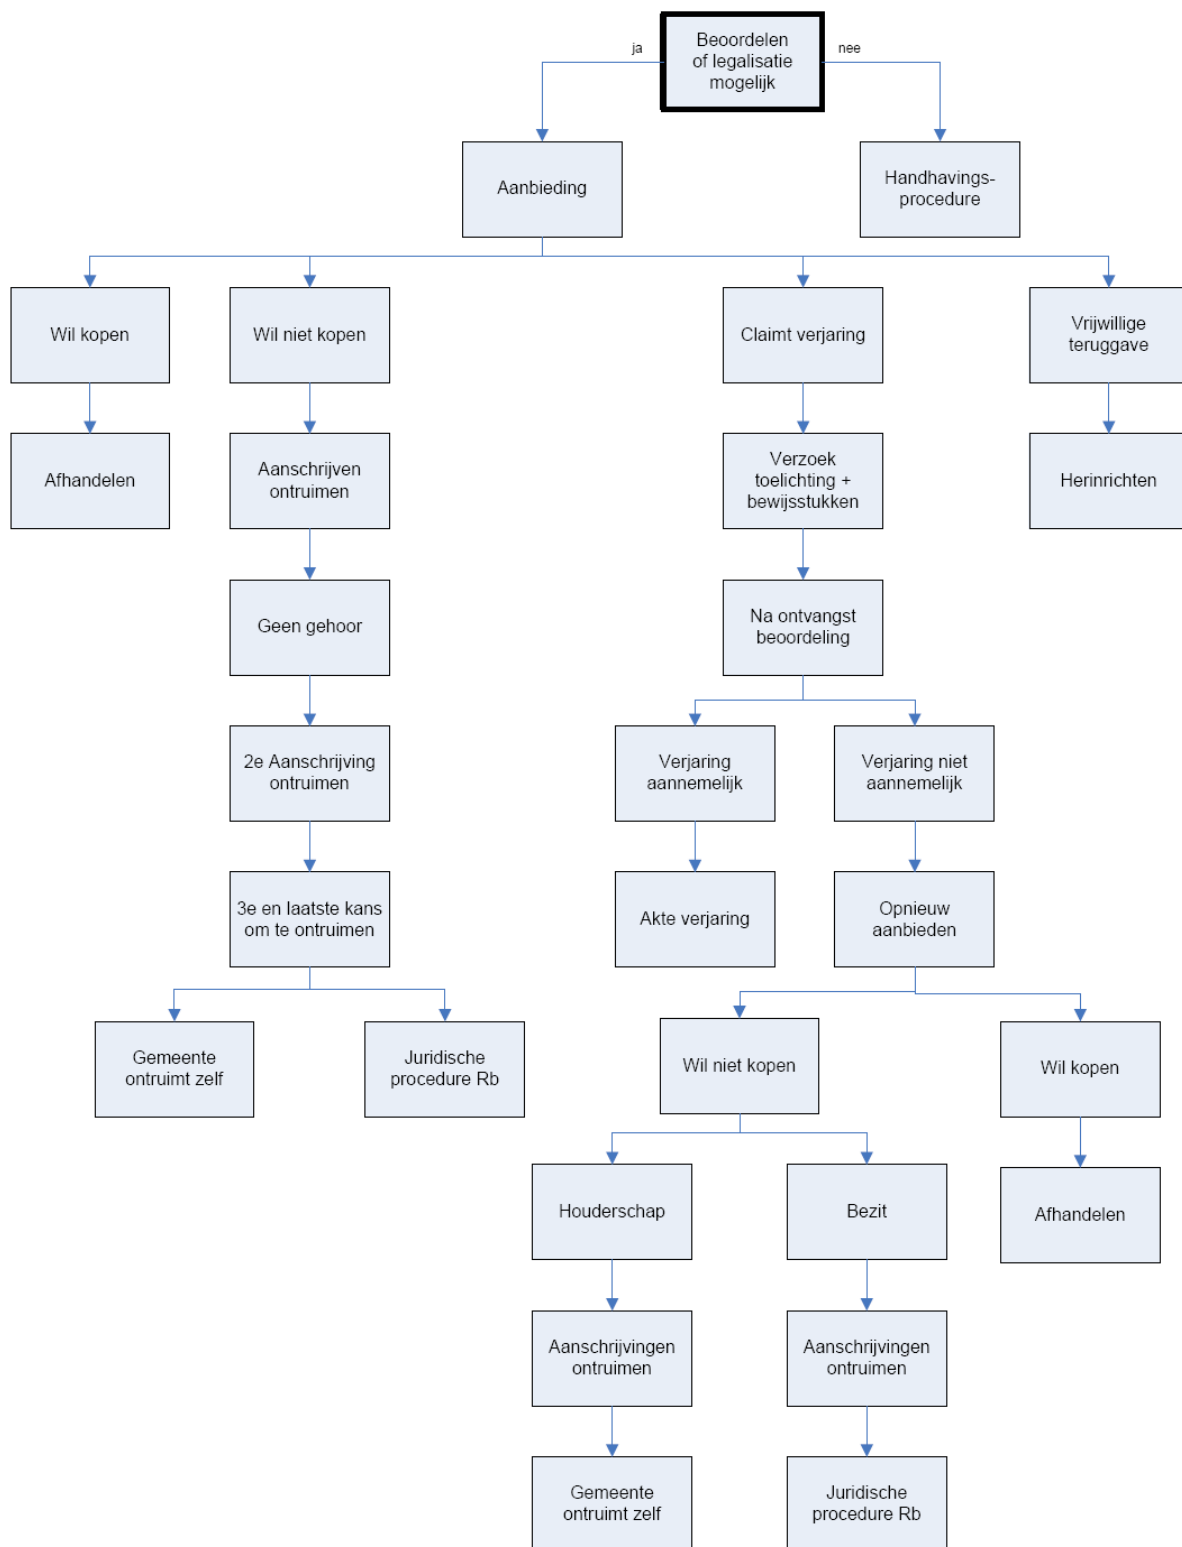 Beoordelen
of legalisatie
mogelijk
ja
nee
Aanbieding
Handhavings-
procedure
Wil kopen
Wil niet kopen
Claimt verjaring
Vrijwillige
teruggave
Afhandelen
Aanschrijven
ontruimen
Verzoek
toelichting +
bewijsstukken
Herinrichten
Geen gehoor
Na ontvangst
beoordeling
2e Aanschrijving
ontruimen
Verjaring
aannemelijk
Verjaring niet
aannemelijk
3e en laatste kans
om te ontruimen
Akte verjaring
Opnieuw
aanbieden
Gemeente
ontruimt zelf
Juridische
procedure Rb
Wil niet kopen
Wil kopen
Houderschap
Bezit
Afhandelen
Aanschrijvingen
ontruimen
Aanschrijvingen
ontruimen
Gemeente
ontruimt zelf
Juridische
procedure Rb